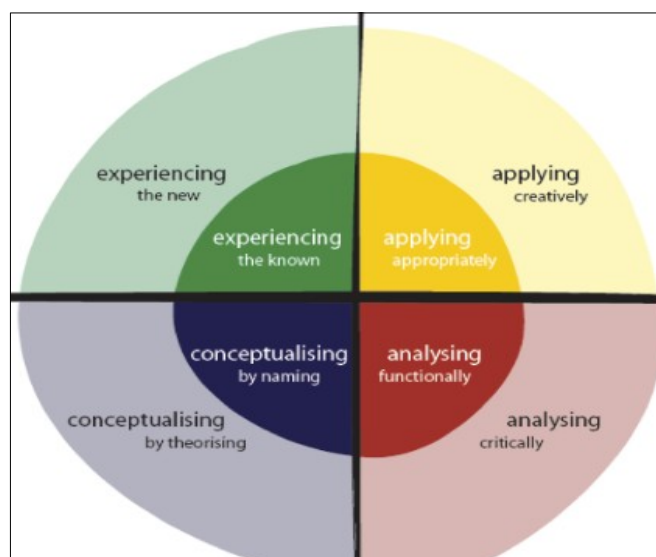 experiencing
the new
applying
creatively
experiencing
the known
applying
appropriately
conceptualising
by naming
analysing
functionally
conceptualising
by theorising
analysing
critically